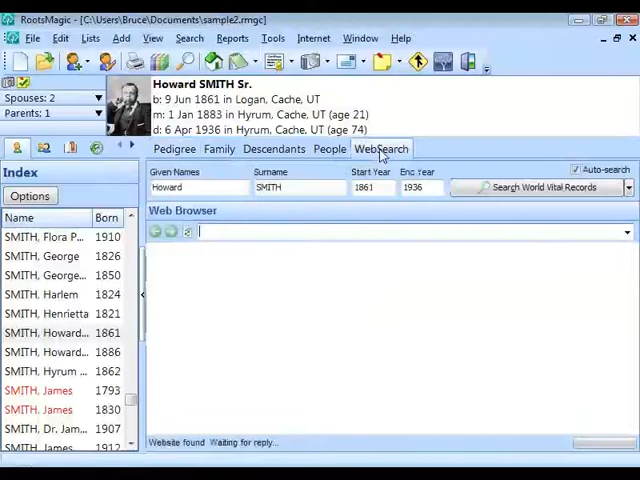 RootsMagic - [C:\Users\Bruce\Documents\sample2.rmgc]
File Edit Lists Add View Search Reports Tools Internet Window Help
Howard SMITH Sr.
b: 9 Jun 1861 in Logan, Cache, UT
m: 1 Jan 1883 in Hyrum, Cache, UT (age 21)
d: 6 Apr 1936 in Hyrum, Cache, UT (age 74)
Spouses: 2
Parents: 1
Pedigree Family Descendants People WebSearch
Index
Options
Name Born
SMITH, Flora P... 1910
SMITH, George 1826
SMITH, George... 1850
SMITH, Harlem 1824
SMITH, Henrietta 1821
SMITH, Howard... 1861
SMITH, Howard... 1886
SMITH, Hyrum ... 1862
SMITH, James 1793
SMITH, James 1830
SMITH, Dr. Jam... 1907
SMITH, James ... 1912
Auto-search
Given Names Surname Start Year End Year
Howard SMITH 1861 1936 Search World Vital Records
Web Browser
Website found Waiting for reply...